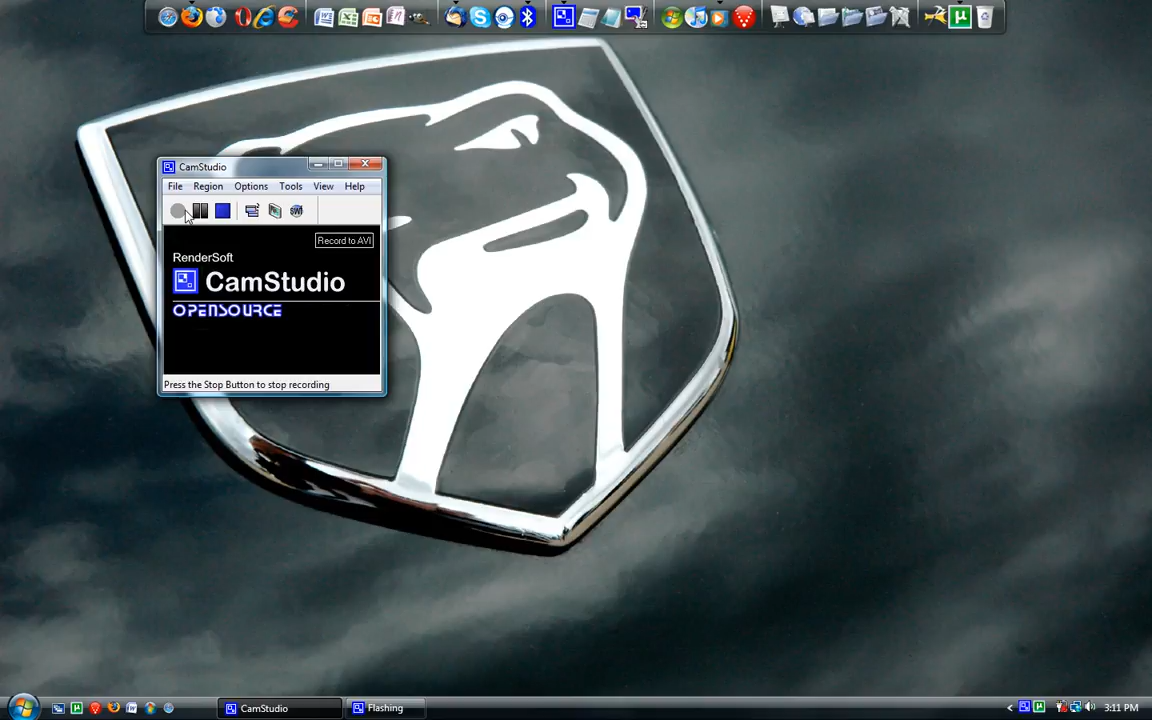 CamStudio
File Region Options Tools View Help
Record to AVI
RenderSoft
CamStudio
OPENSOURCE
Press the Stop Button to stop recording
CamStudio Flashing 3:11 PM